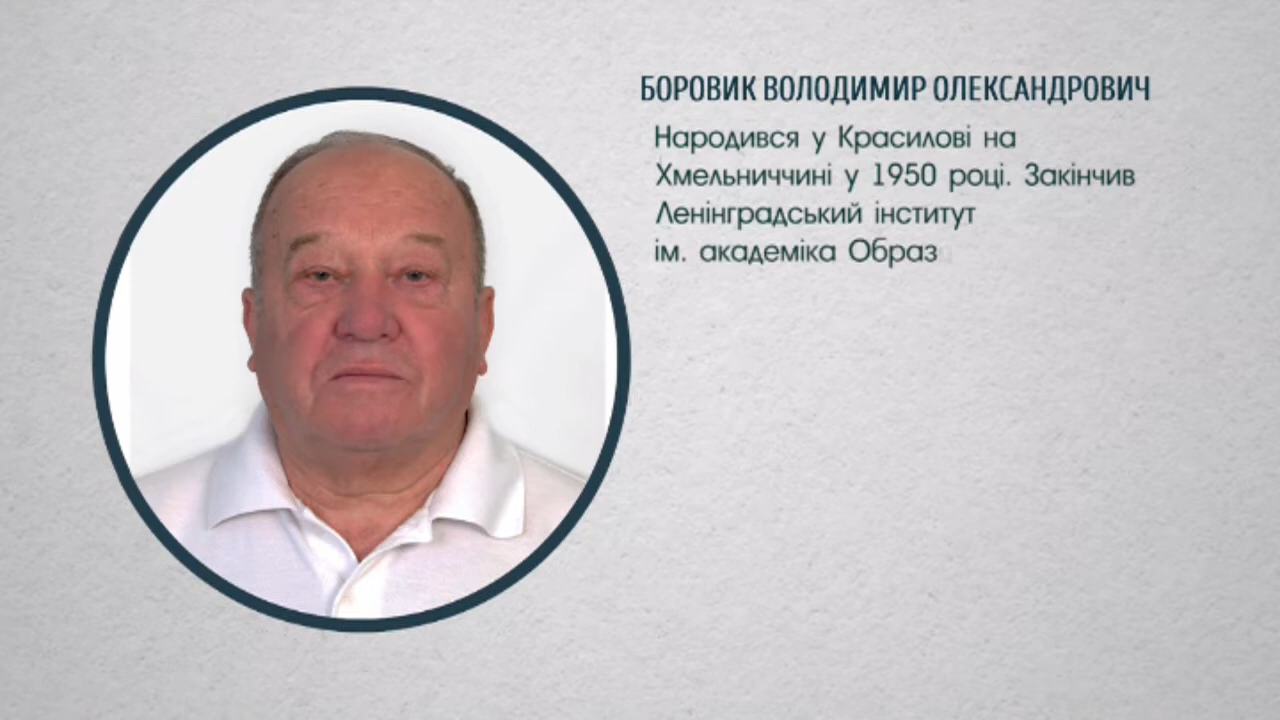 БОРОВИК ВОЛОДИМИР ОЛЕКСАНДРОВИЧ
Народився у Красилові на
Хмельниччині у 1950 році. Закінчив
Ленінградський інститут
ім. академіка Образ